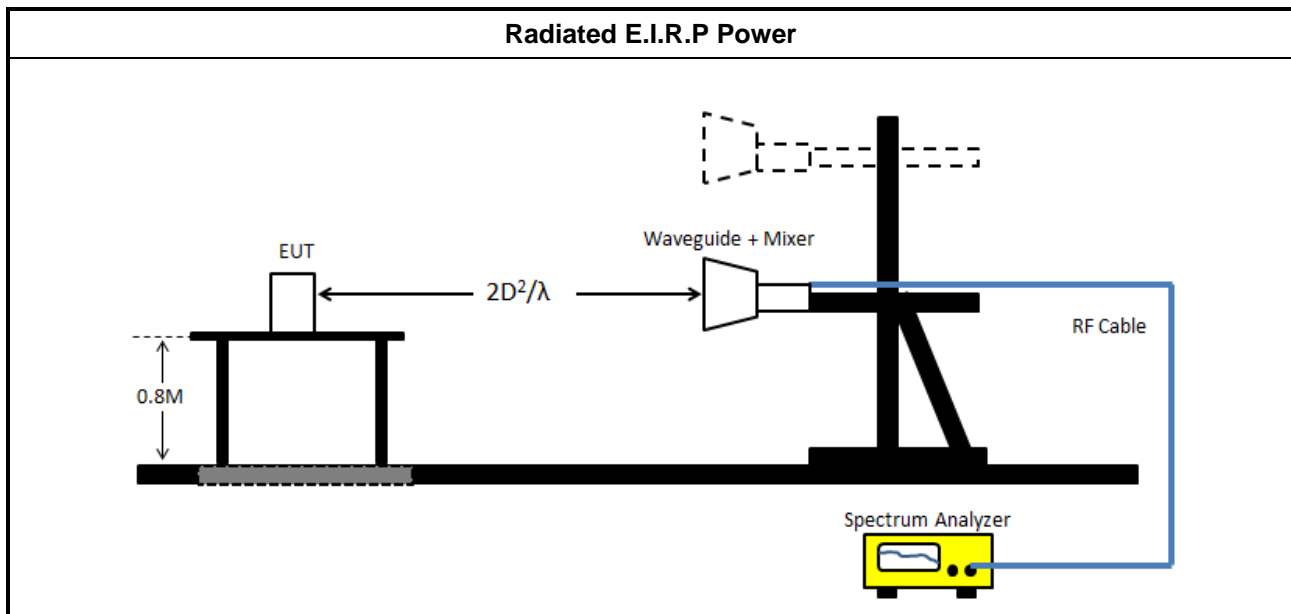 Radiated E.I.R.P Power
Waveguide + Mixer
EUT
2D²/λ
RF Cable
0.8M
Spectrum Analyzer